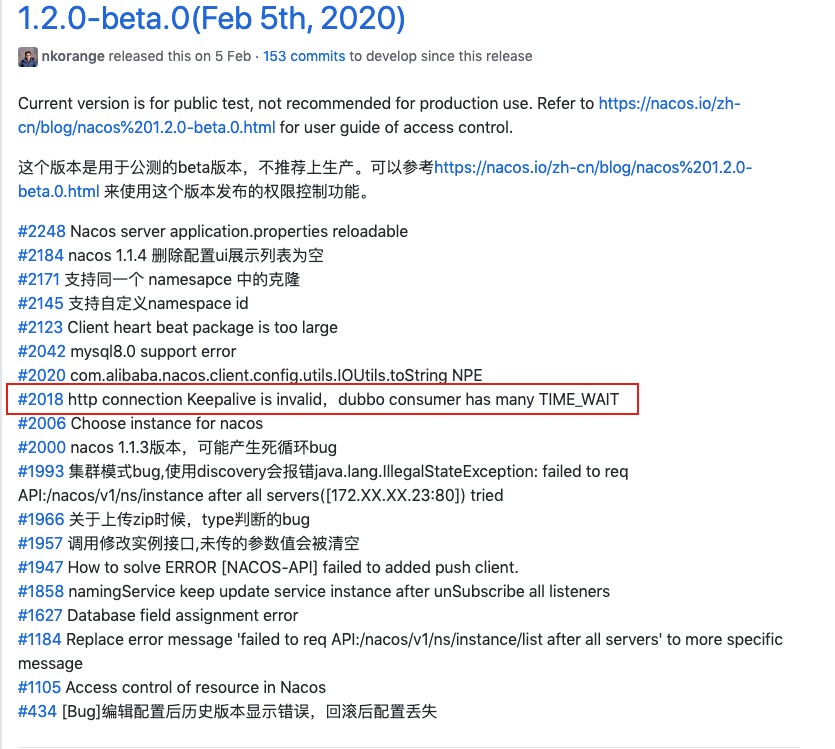 1.2.0-beta.0(Feb 5th, 2020)
nkorange released this on 5 Feb · 153 commits to develop since this release
Current version is for public test, not recommended for production use. Refer to https://nacos.io/zh-
cn/blog/nacos%201.2.0-beta.0.html for user guide of access control.
这个版本是用于公测的beta版本，不推荐上生产。可以参考https://nacos.io/zh-cn/blog/nacos%201.2.0-
beta.0.html 来使用这个版本发布的权限控制功能。
#2248 Nacos server application.properties reloadable
#2184 nacos 1.1.4 删除配置ui展示列表为空
#2171 支持同一个 namesapce 中的克隆
#2145 支持自定义namespace id
#2123 Client heart beat package is too large
#2042 mysql8.0 support error
#2020 com.alibaba.nacos.client.config.utils.IOUtils.toString NPE
#2018 http connection Keepalive is invalid，dubbo consumer has many TIME_WAIT
#2006 Choose instance for nacos
#2000 nacos 1.1.3版本，可能产生死循环bug
#1993 集群模式bug,使用discovery会报错java.lang.IllegalStateException: failed to req
API:/nacos/v1/ns/instance after all servers([172.XX.XX.23:80]) tried
#1966 关于上传zip时候，type判断的bug
#1957 调用修改实例接口,未传的参数值会被清空
#1947 How to solve ERROR [NACOS-API] failed to added push client.
#1858 namingService keep update service instance after unSubscribe all listeners
#1627 Database field assignment error
#1184 Replace error message 'failed to req API:/nacos/v1/ns/instance/list after all servers' to more specific
message
#1105 Access control of resource in Nacos
#434 [Bug]编辑配置后历史版本显示错误，回滚后配置丢失